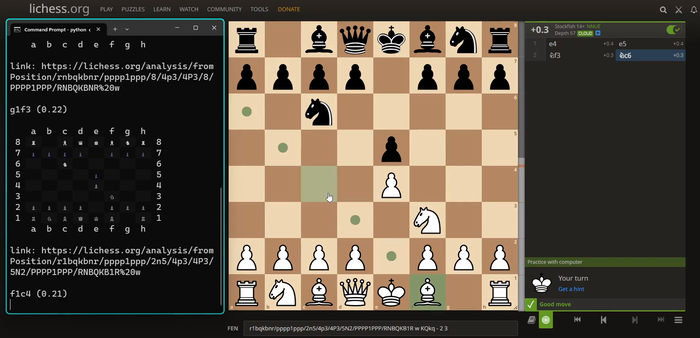 lichess.org
PLAY
PUZZLES
LEARN
WATCH
COMMUNITY
TOOLS
DONATE
Command Prompt - python
a b c d e f g h
link: https://lichess.org/analysis/from
Position/rnbqkbnr/pppp1ppp/8/4p3/4P3/8/
PPPP1PPP/RNBQKBNR%20w
g1f3 (0.22)
a b c d e f g h
8 8
7 7
6 6
5 5
4 4
3 3
2 2
1 1
a b c d e f g h
link: https://lichess.org/analysis/from
Position/r1bqkbnr/pppp1ppp/2n5/4p3/4P3/
5N2/PPPP1PPP/RNBQKB1R%20w
f1c4 (0.21)
+0.3
Depth 57 CLOUD
1 e4 +0.4 e5 +0.4
2 f3 +0.3 c6 +0.3
Practice with computer
Your turn
Get a hint
Good move
FEN r1bqkbnr/pppp1ppp/2n5/4p3/4P3/5N2/PPPP1PPP/RNBQKB1R w KQkq - 2 3